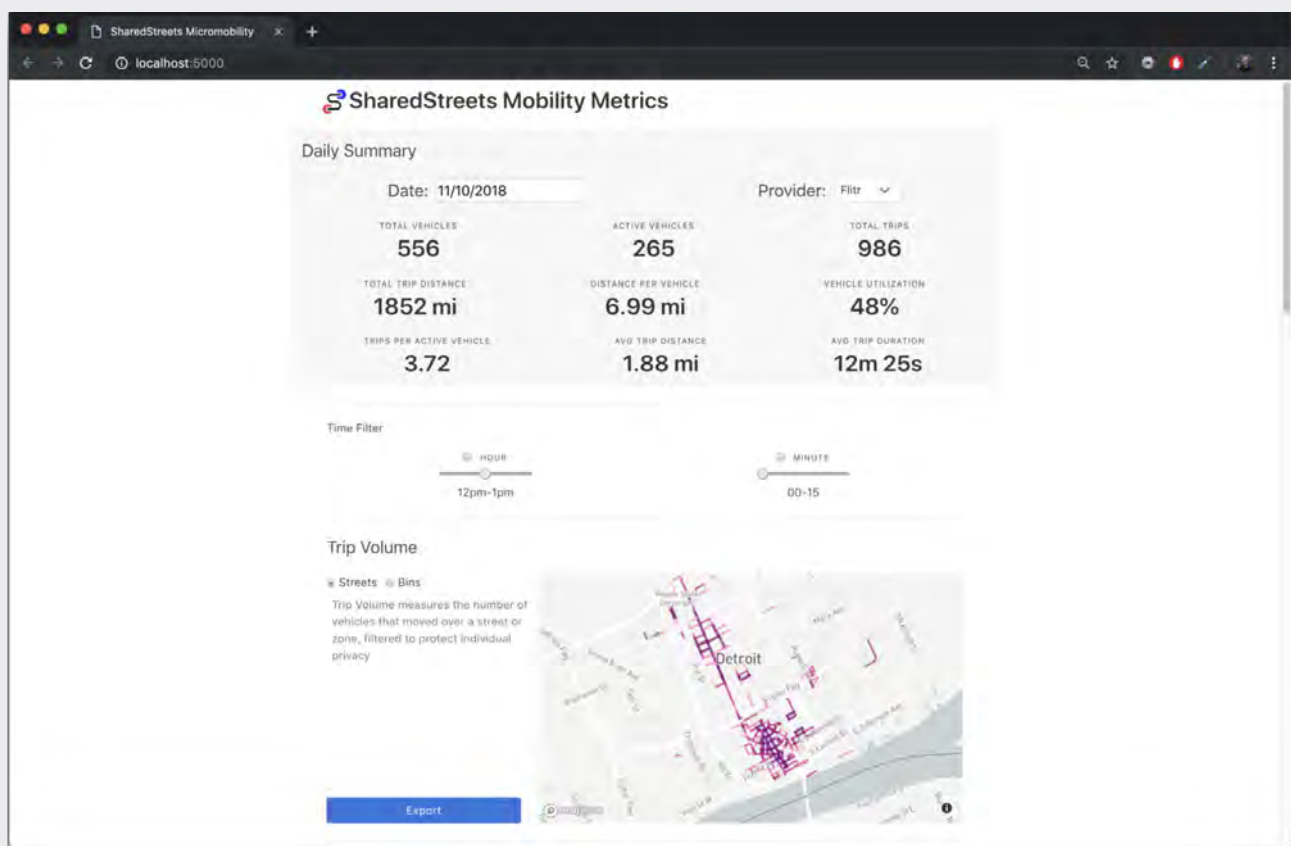 SharedStreets Micromobility
localhost:5000
SharedStreets Mobility Metrics
Daily Summary
Date: 11/10/2018
Provider: Flitr
TOTAL VEHICLES
ACTIVE VEHICLES
TOTAL TRIPS
556
265
986
TOTAL TRIP DISTANCE
DISTANCE PER VEHICLE
VEHICLE UTILIZATION
1852 mi
6.99 mi
48%
TRIPS PER ACTIVE VEHICLE
AVG TRIP DISTANCE
AVG TRIP DURATION
3.72
1.88 mi
12m 25s
Time Filter
HOUR
MINUTE
12pm-1pm
00-15
Trip Volume
Streets Bins
Trip Volume measures the number of
vehicles that moved over a street or
zone, filtered to protect individual
privacy
Detroit
Export